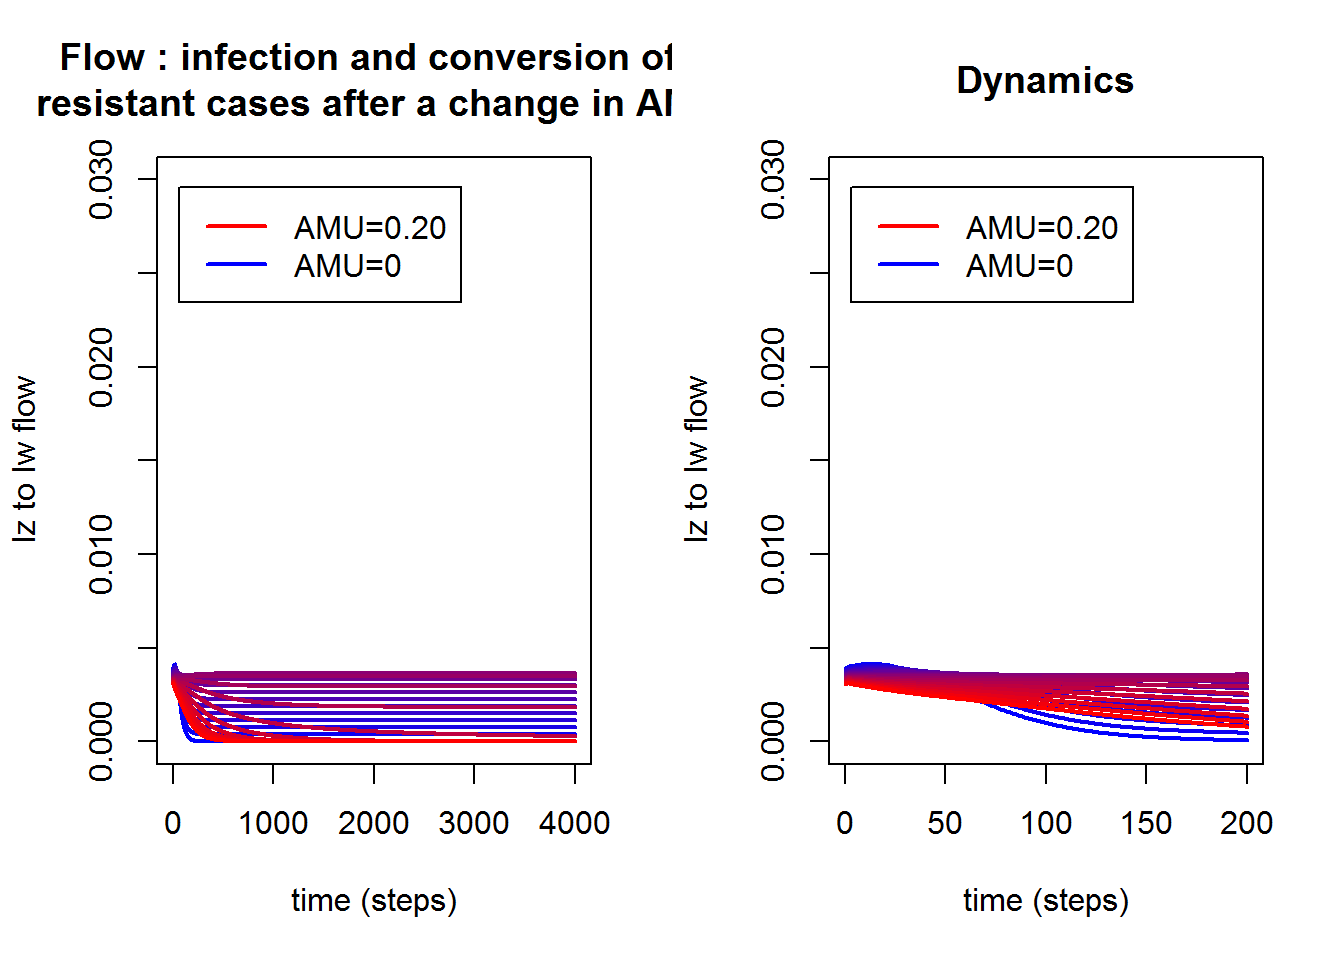 Flow : infection and conversion of
resistant cases after a change in AM
Iz to Iw flow
0.030
0.020
0.010
0.000
AMU=0.20
AMU=0
0 1000 2000 3000 4000
time (steps)
Dynamics
Iz to Iw flow
0.030
0.020
0.010
0.000
AMU=0.20
AMU=0
0 50 100 150 200
time (steps)